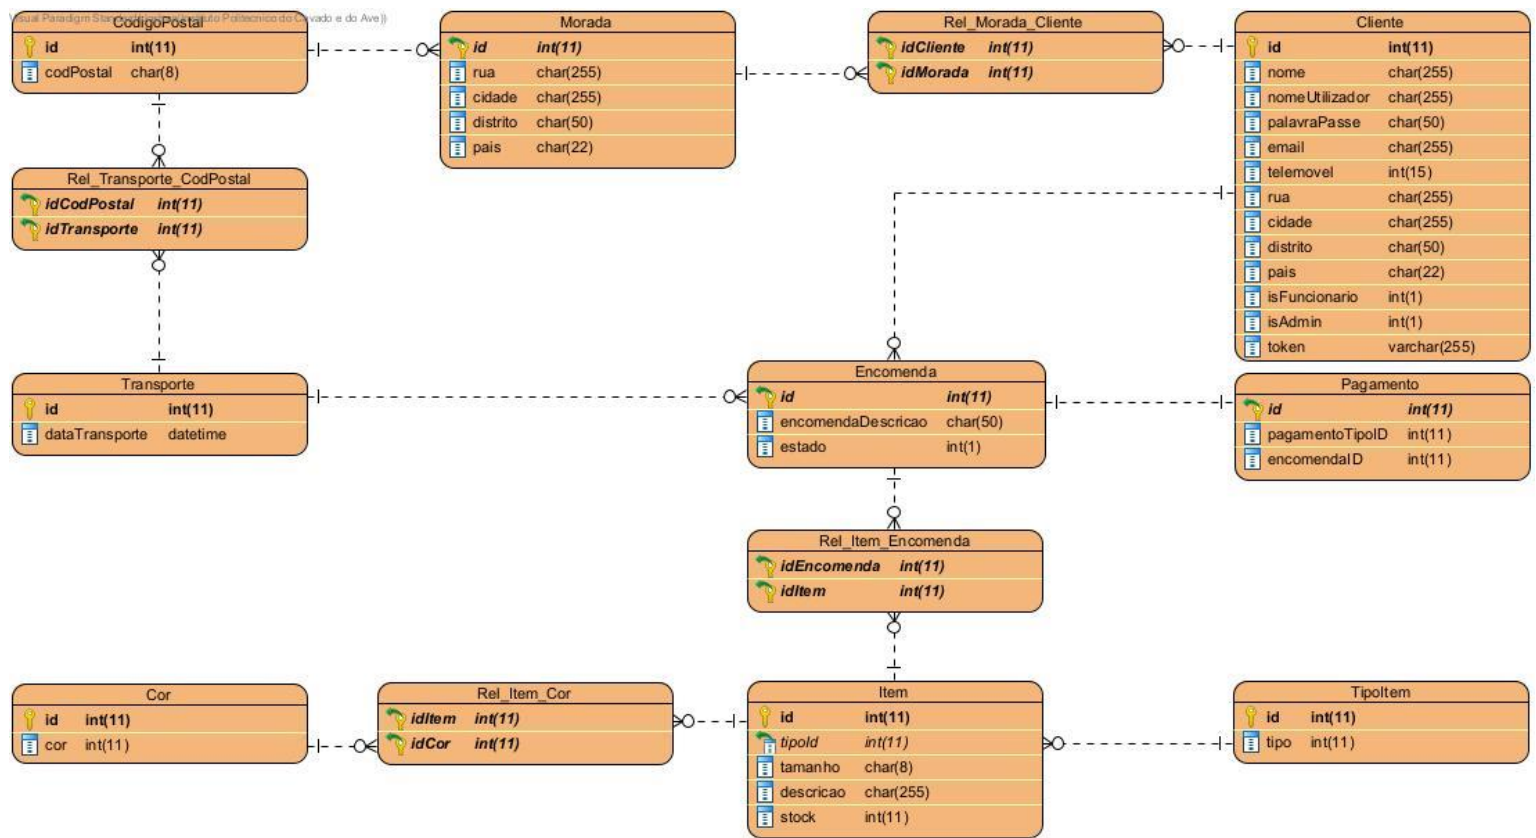 Visual Paradigm Standard (Instituto Politecnico do Cavado e do Ave))
CodigoPostal
id int(11)
codPostal char(8)
Morada
id int(11)
rua char(255)
cidade char(255)
distrito char(50)
pais char(22)
Rel_Morada_Cliente
idCliente int(11)
idMorada int(11)
Cliente
id int(11)
nome char(255)
nomeUtilizador char(255)
palavraPasse char(50)
email char(255)
telemovel int(15)
rua char(255)
cidade char(255)
distrito char(50)
pais char(22)
isFuncionario int(1)
isAdmin int(1)
token varchar(255)
Rel_Transporte_CodPostal
idCodPostal int(11)
idTransporte int(11)
Transporte
id int(11)
dataTransporte datetime
Encomenda
id int(11)
encomendaDescricao char(50)
estado int(1)
Pagamento
id int(11)
pagamentoTipoID int(11)
encomendaID int(11)
Rel_Item_Encomenda
idEncomenda int(11)
idItem int(11)
Cor
id int(11)
cor int(11)
Rel_Item_Cor
idItem int(11)
idCor int(11)
Item
id int(11)
tipoId int(11)
tamanho char(8)
descricao char(255)
stock int(11)
TipoItem
id int(11)
tipo int(11)